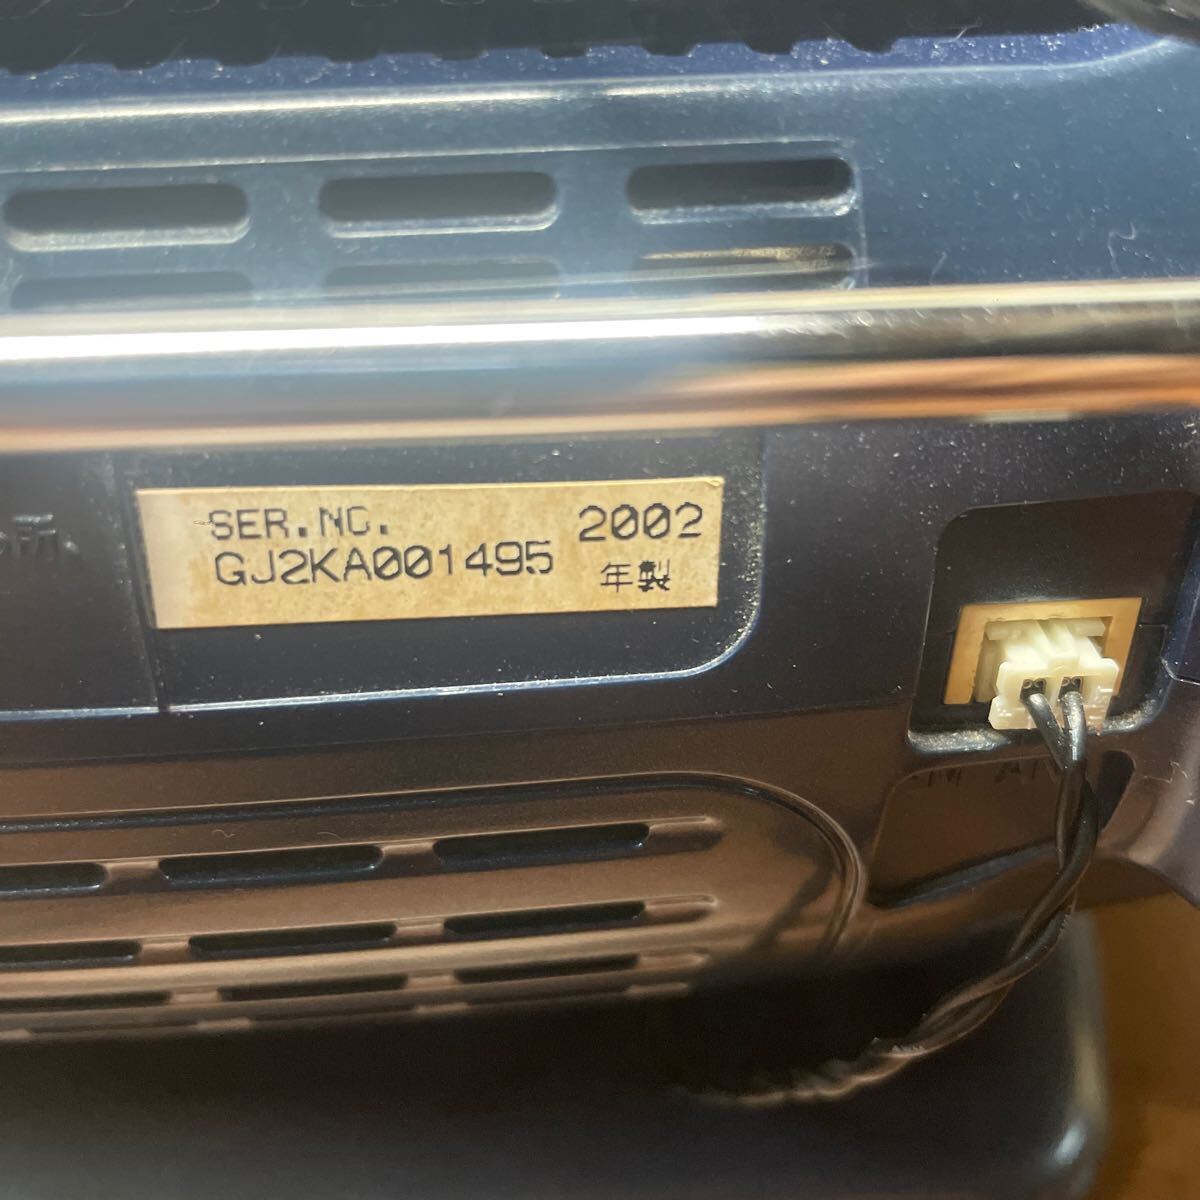 SER.NO.
GJ2KA001495
2002
年製